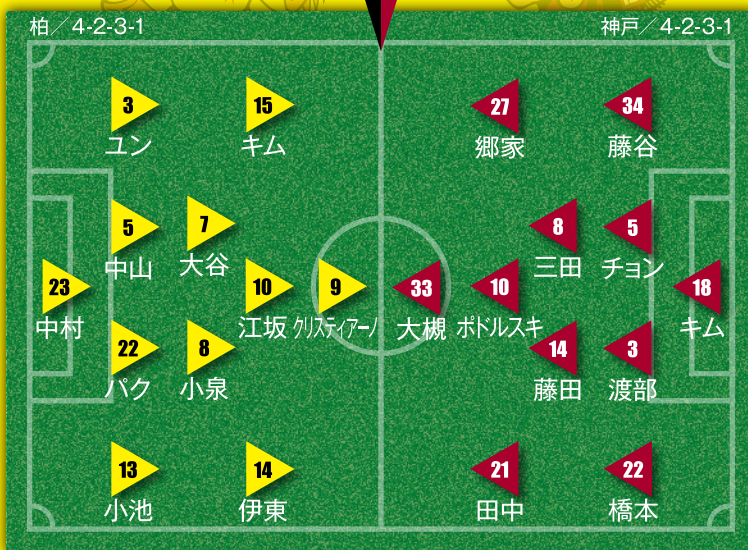 柏／4-2-3-1
神戸／4-2-3-1
3
ユン
15
キム
27
郷家
34
藤谷
5
中山
7
大谷
8
三田
5
チョン
23
中村
10
江坂
9
クリスティアーノ
33
大槻
10
ポドルスキ
18
キム
22
パク
8
小泉
14
藤田
3
渡部
13
小池
14
伊東
21
田中
22
橋本